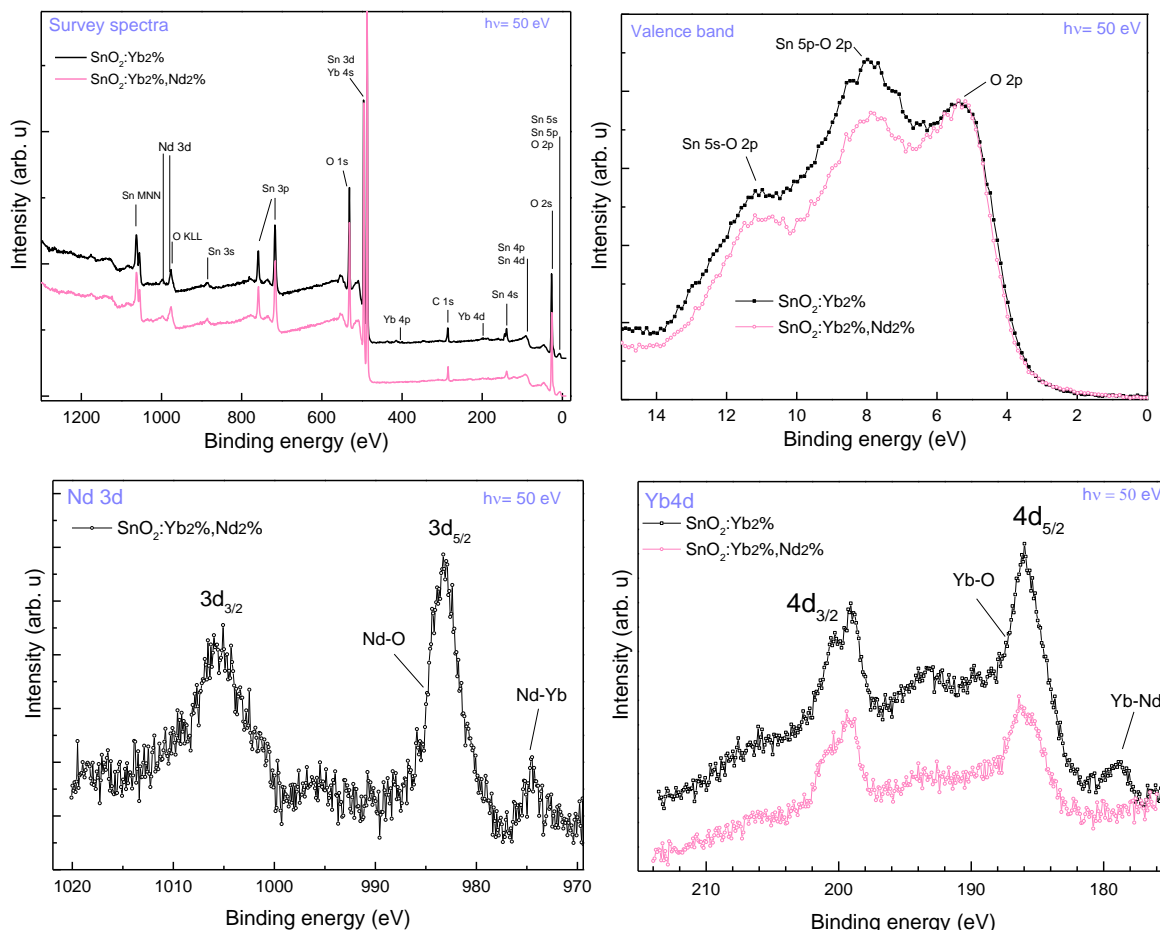 Survey spectra
hν= 50 eV
SnO₂:Yb2%
SnO₂:Yb2%,Nd2%
Sn 3d
Yb 4s
Sn 5s
Sn 5p
O 2p
Nd 3d
O 1s
Sn MNN
Sn 3p
O 2s
O KLL
Sn 3s
Sn 4p
Sn 4d
C 1s
Sn 4s
Yb 4p
Yb 4d
Intensity (arb. u)
1200 1000 800 600 400 200 0
Binding energy (eV)
Valence band
hν= 50 eV
Sn 5p-O 2p
O 2p
Sn 5s-O 2p
SnO₂:Yb2%
SnO₂:Yb2%,Nd2%
Intensity (arb. u)
14 12 10 8 6 4 2 0
Binding energy (eV)
Nd 3d
hν= 50 eV
SnO₂:Yb2%,Nd2%
3d₅/₂
3d₃/₂
Nd-O
Nd-Yb
Intensity (arb. u)
1020 1010 1000 990 980 970
Binding energy (eV)
Yb4d
hν = 50 eV
SnO₂:Yb2%
SnO₂:Yb2%,Nd2%
4d₅/₂
Yb-O
4d₃/₂
Yb-Nd
Intensity (arb. u)
210 200 190 180
Binding energy (eV)